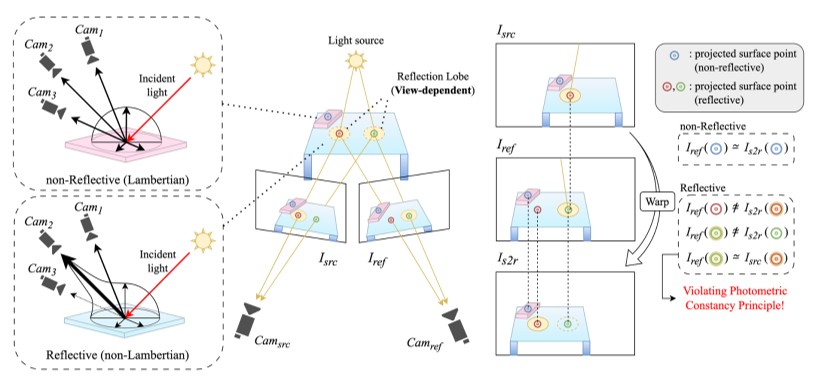 Cam1
Cam2
Cam3
Incident
light
non-Reflective (Lambertian)
Cam1
Cam2
Cam3
Incident
light
Reflective (non-Lambertian)
Light source
Reflection Lobe
(View-dependent)
Isrc
Iref
Camsrc
Camref
Isrc
Iref
Is2r
Warp
: projected surface point
(non-reflective)
, : projected surface point
(reflective)
non-Reflective
Iref( ) ≃ Is2r( )
Reflective
Iref( ) ≄ Is2r( )
Iref( ) ≄ Is2r( )
Iref( ) ≃ Isrc( )
Violating Photometric
Constancy Principle!